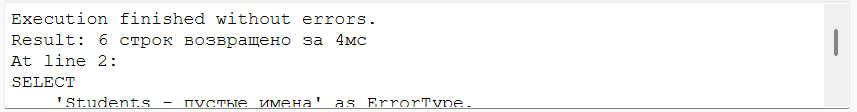 Execution finished without errors.
Result: 6 строк возвращено за 4мс
At line 2:
SELECT
'Students - пустые имена' as ErrorType,